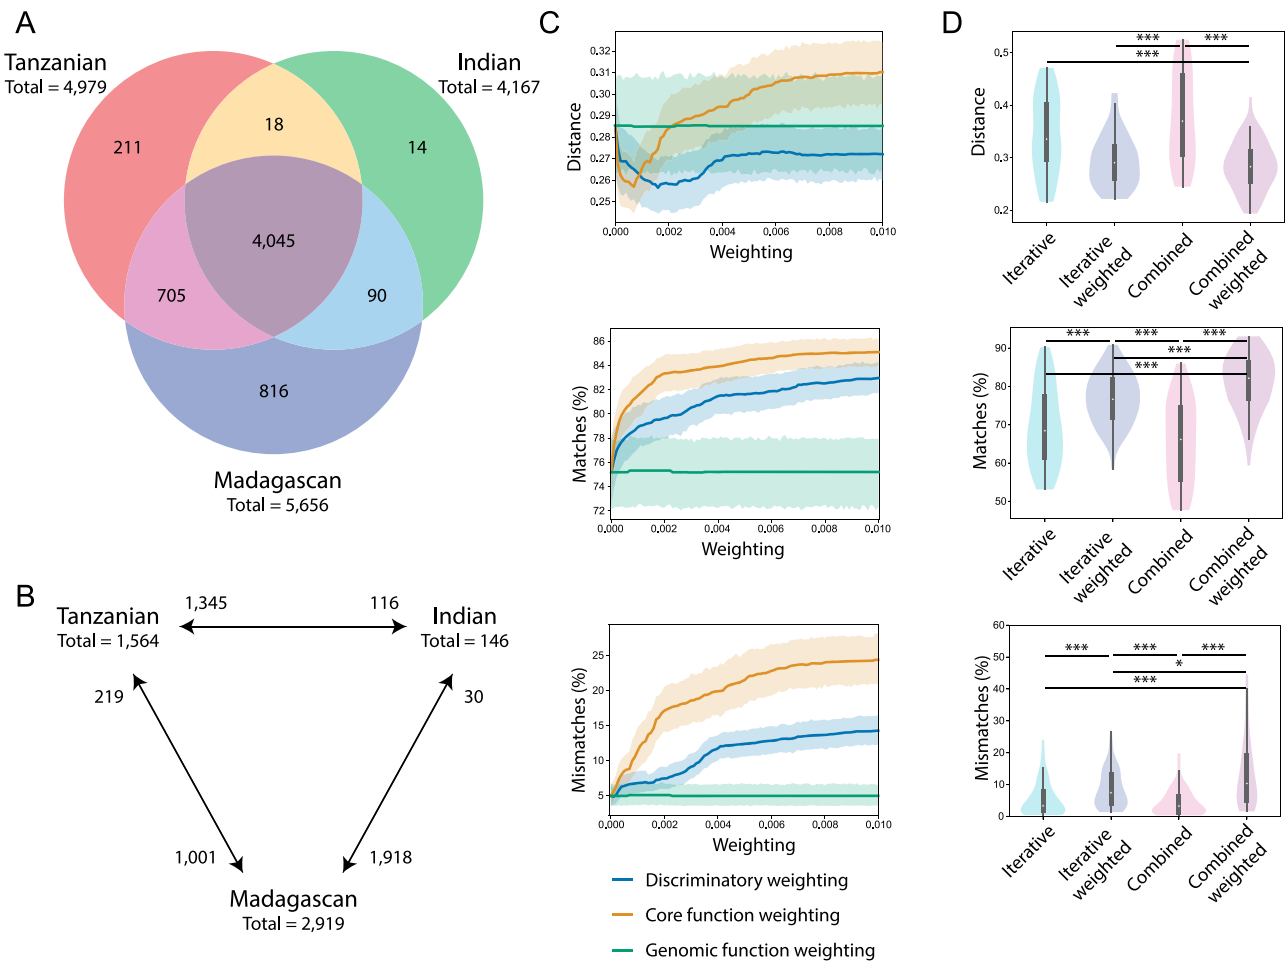 A
Tanzanian
Total = 4,979
Indian
Total = 4,167
211
18
14
4,045
705
90
816
Madagascan
Total = 5,656
B
Tanzanian
Total = 1,564
1,345
116
Indian
Total = 146
219
30
1,001
1,918
Madagascan
Total = 2,919
C
Distance
0.32
0.31
0.30
0.29
0.28
0.27
0.26
0.25
0.000 0.002 0.004 0.006 0.008 0.010
Weighting
Matches (%)
86
84
82
80
78
76
74
72
0.000 0.002 0.004 0.006 0.008 0.010
Weighting
Mismatches (%)
25
20
15
10
5
0.000 0.002 0.004 0.006 0.008 0.010
Weighting
Discriminatory weighting
Core function weighting
Genomic function weighting
D
Distance
0.5
0.4
0.3
0.2
*** ***
***
Iterative
Iterative
weighted
Combined
Combined
weighted
Matches (%)
90
80
70
60
50
*** *** ***
***
***
Iterative
Iterative
weighted
Combined
Combined
weighted
Mismatches (%)
60
50
40
30
20
10
0
*** *** ***
*
***
Iterative
Iterative
weighted
Combined
Combined
weighted